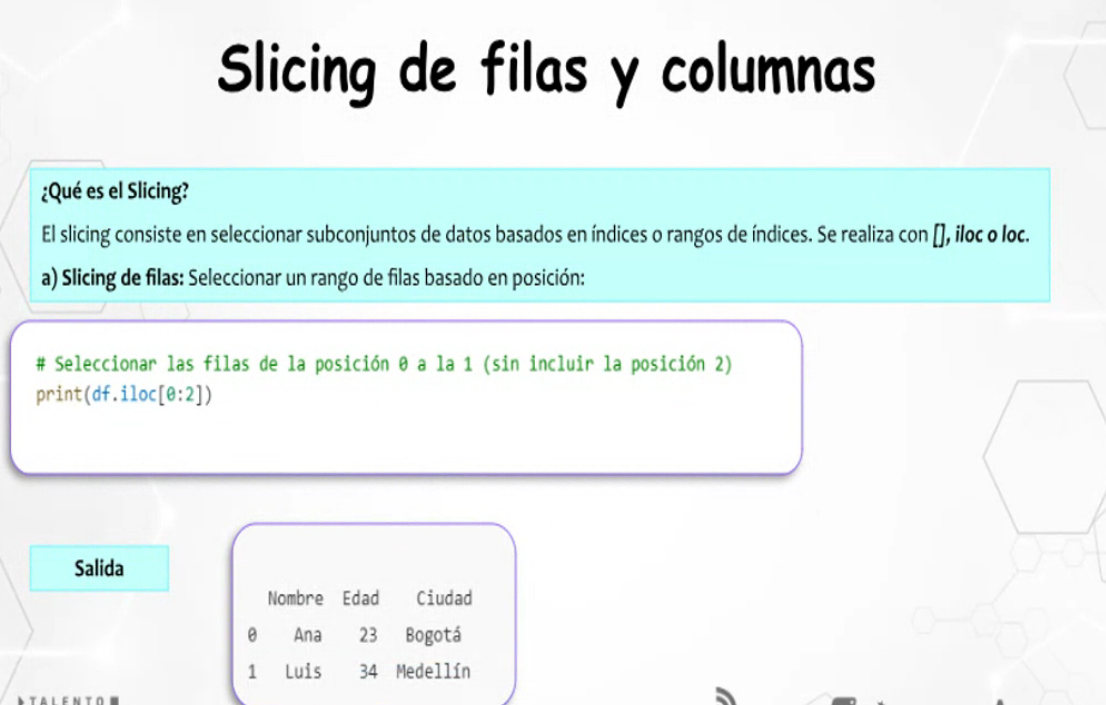 Slicing de filas y columnas
¿Qué es el Slicing?
El slicing consiste en seleccionar subconjuntos de datos basados en índices o rangos de índices. Se realiza con [], iloc o loc.
a) Slicing de filas: Seleccionar un rango de filas basado en posición:
# Seleccionar las filas de la posición 0 a la 1 (sin incluir la posición 2)
print(df.iloc[0:2])
Salida
Nombre Edad Ciudad
0 Ana 23 Bogotá
1 Luis 34 Medellín
TALENTO